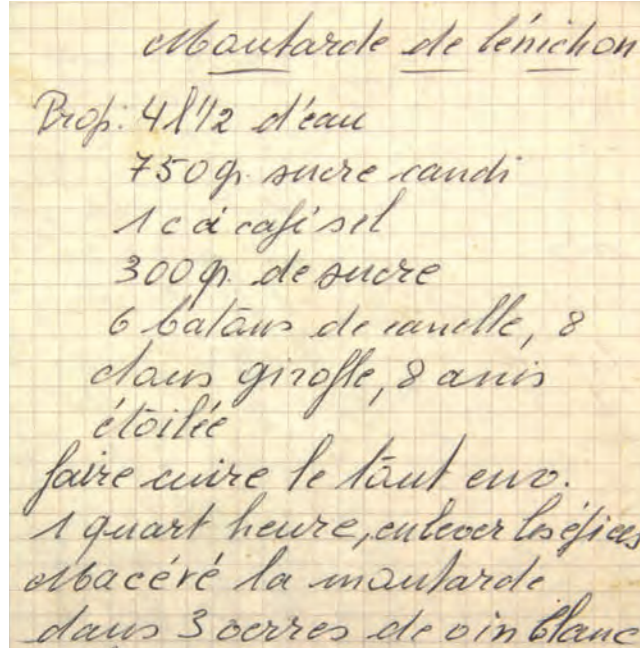 Moutarde de bénichon
Prop: 4 l 1/2 d'eau
750 gr. sucre candi
1 c à café sel
300 gr. de sucre
6 batons de canelle, 8
clous girofle, 8 anis
étoilée
faire cuire le tout env.
1 quart heure, enlever les épices
Macéré la moutarde
dans 3 verres de vin blanc